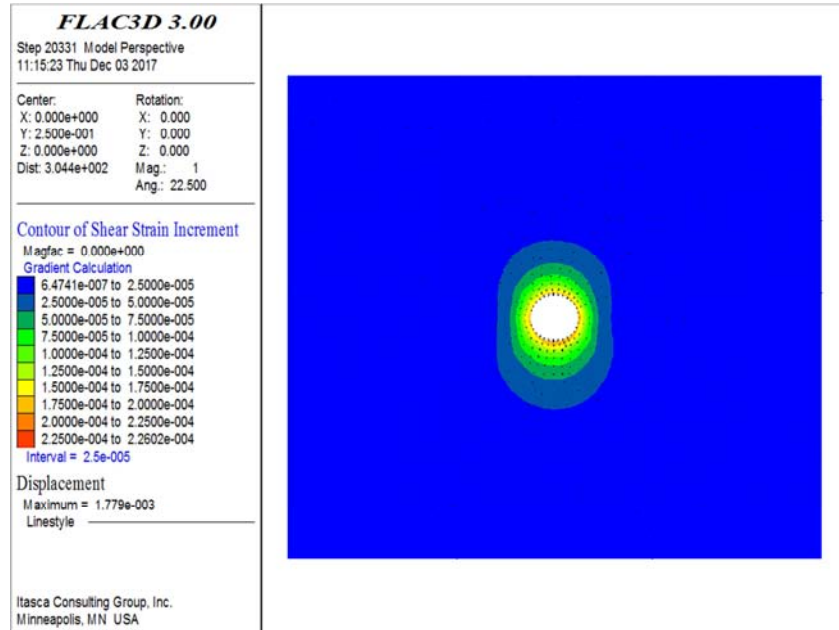 FLAC3D 3.00
Step 20331 Model Perspective
11:15:23 Thu Dec 03 2017
Center: Rotation:
X: 0.000e+000 X: 0.000
Y: 2.500e-001 Y: 0.000
Z: 0.000e+000 Z: 0.000
Dist: 3.044e+002 Mag.: 1
Ang.: 22.500
Contour of Shear Strain Increment
Magfac = 0.000e+000
Gradient Calculation
6.4741e-007 to 2.5000e-005
2.5000e-005 to 5.0000e-005
5.0000e-005 to 7.5000e-005
7.5000e-005 to 1.0000e-004
1.0000e-004 to 1.2500e-004
1.2500e-004 to 1.5000e-004
1.5000e-004 to 1.7500e-004
1.7500e-004 to 2.0000e-004
2.0000e-004 to 2.2500e-004
2.2500e-004 to 2.2602e-004
Interval = 2.5e-005
Displacement
Maximum = 1.779e-003
Linestyle
Itasca Consulting Group, Inc.
Minneapolis, MN USA